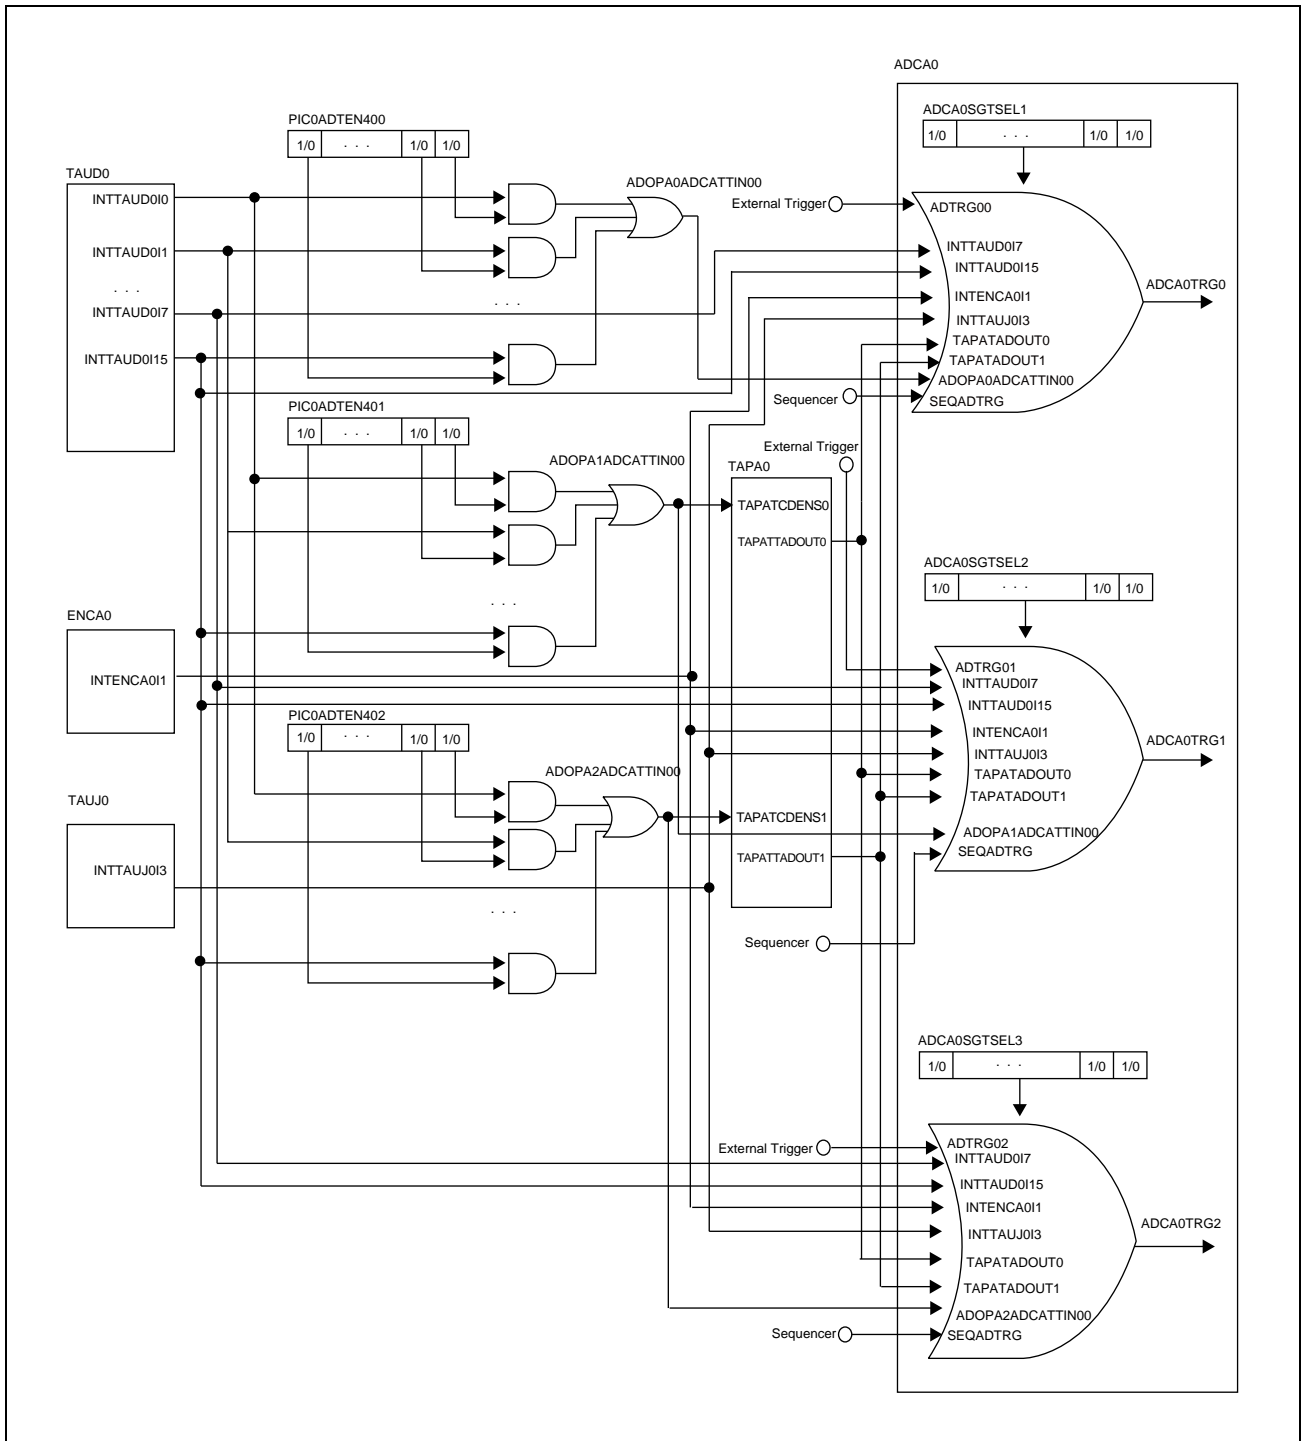 ADCA0
ADCA0SGTSEL1
1/0 . . . 1/0 1/0
PIC0ADTEN400
1/0 . . . 1/0 1/0
TAUD0
INTTAUD0I0
INTTAUD0I1
. . .
INTTAUD0I7
INTTAUD0I15
ADOPA0ADCATTIN00
. . .
External Trigger
ADTRG00
INTTAUD0I7
INTTAUD0I15
INTENCA0I1
INTTAUJ0I3
TAPATADOUT0
TAPATADOUT1
ADOPA0ADCATTIN00
SEQADTRG
Sequencer
ADCA0TRG0
PIC0ADTEN401
1/0 . . . 1/0 1/0
ADOPA1ADCATTIN00
. . .
External Trigger
TAPA0
TAPATCDENS0
TAPATTADOUT0
TAPATCDENS1
TAPATTADOUT1
ADCA0SGTSEL2
1/0 . . . 1/0 1/0
ENCA0
INTENCA0I1
ADTRG01
INTTAUD0I7
INTTAUD0I15
INTENCA0I1
INTTAUJ0I3
TAPATADOUT0
TAPATADOUT1
ADOPA1ADCATTIN00
SEQADTRG
ADCA0TRG1
PIC0ADTEN402
1/0 . . . 1/0 1/0
ADOPA2ADCATTIN00
. . .
TAUJ0
INTTAUJ0I3
Sequencer
ADCA0SGTSEL3
1/0 . . . 1/0 1/0
External Trigger
ADTRG02
INTTAUD0I7
INTTAUD0I15
INTENCA0I1
INTTAUJ0I3
TAPATADOUT0
TAPATADOUT1
ADOPA2ADCATTIN00
SEQADTRG
Sequencer
ADCA0TRG2